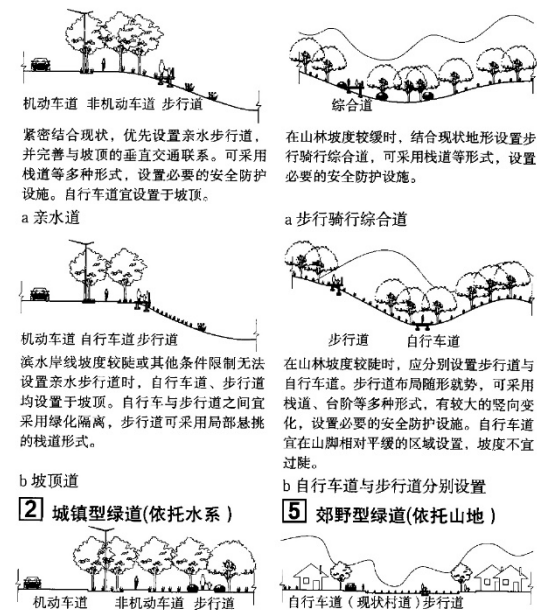 机动车道 非机动车道 步行道
紧密结合现状，优先设置亲水步行道，
并完善与坡顶的垂直交通联系。可采用
栈道等多种形式，设置必要的安全防护
设施。自行车道宜设置于坡顶。
a 亲水道
机动车道 自行车道 步行道
滨水岸线坡度较陡或其他条件限制无法
设置亲水步行道时，自行车道、步行道
均设置于坡顶。自行车与步行道之间宜
采用绿化隔离，步行道可采用局部悬挑
的栈道形式。
b 坡顶道
2 城镇型绿道(依托水系)
机动车道 非机动车道 步行道
综合道
在山林坡度较缓时，结合现状地形设置步
行骑行综合道，可采用栈道等形式，设置
必要的安全防护设施。
a 步行骑行综合道
步行道 自行车道
在山林坡度较陡时，应分别设置步行道与
自行车道。步行道布局随形就势，可采用
栈道、台阶等多种形式，有较大的竖向变
化，设置必要的安全防护设施。自行车道
宜在山脚相对平缓的区域设置，坡度不宜
过陡。
b 自行车道与步行道分别设置
5 郊野型绿道(依托山地)
自行车道（现状村道）步行道